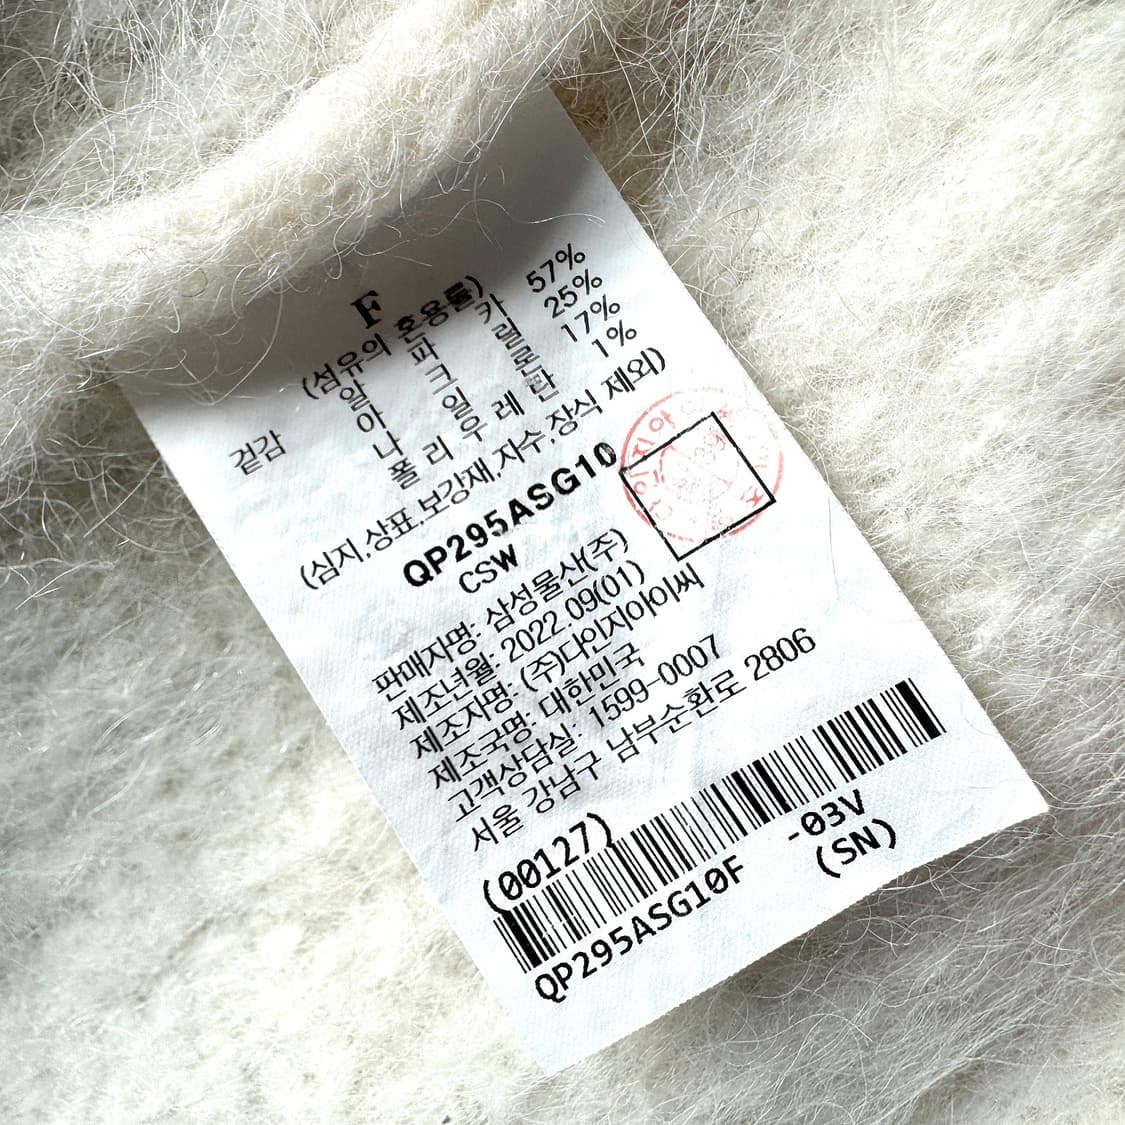 F
(섬유의 혼용률)
겉감 알파카 57%
아크릴 25%
나일론 17%
폴리우레탄 1%
(심지,상표,보강재,자수,장식 제외)
QP295ASG10
CSW
판매자명: 삼성물산(주)
제조년월: 2022.09(01)
제조자명: (주)다인지아이씨
제조국명: 대한민국
고객상담실: 1599-0007
서울 강남구 남부순환로 2806
(00127)
QP295ASG10F -03V
(SN)